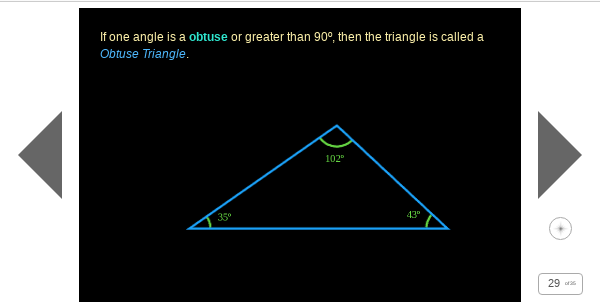 If one angle is a obtuse or greater than 90º, then the triangle is called a
Obtuse Triangle.
102º
35º
43º
29 of 36